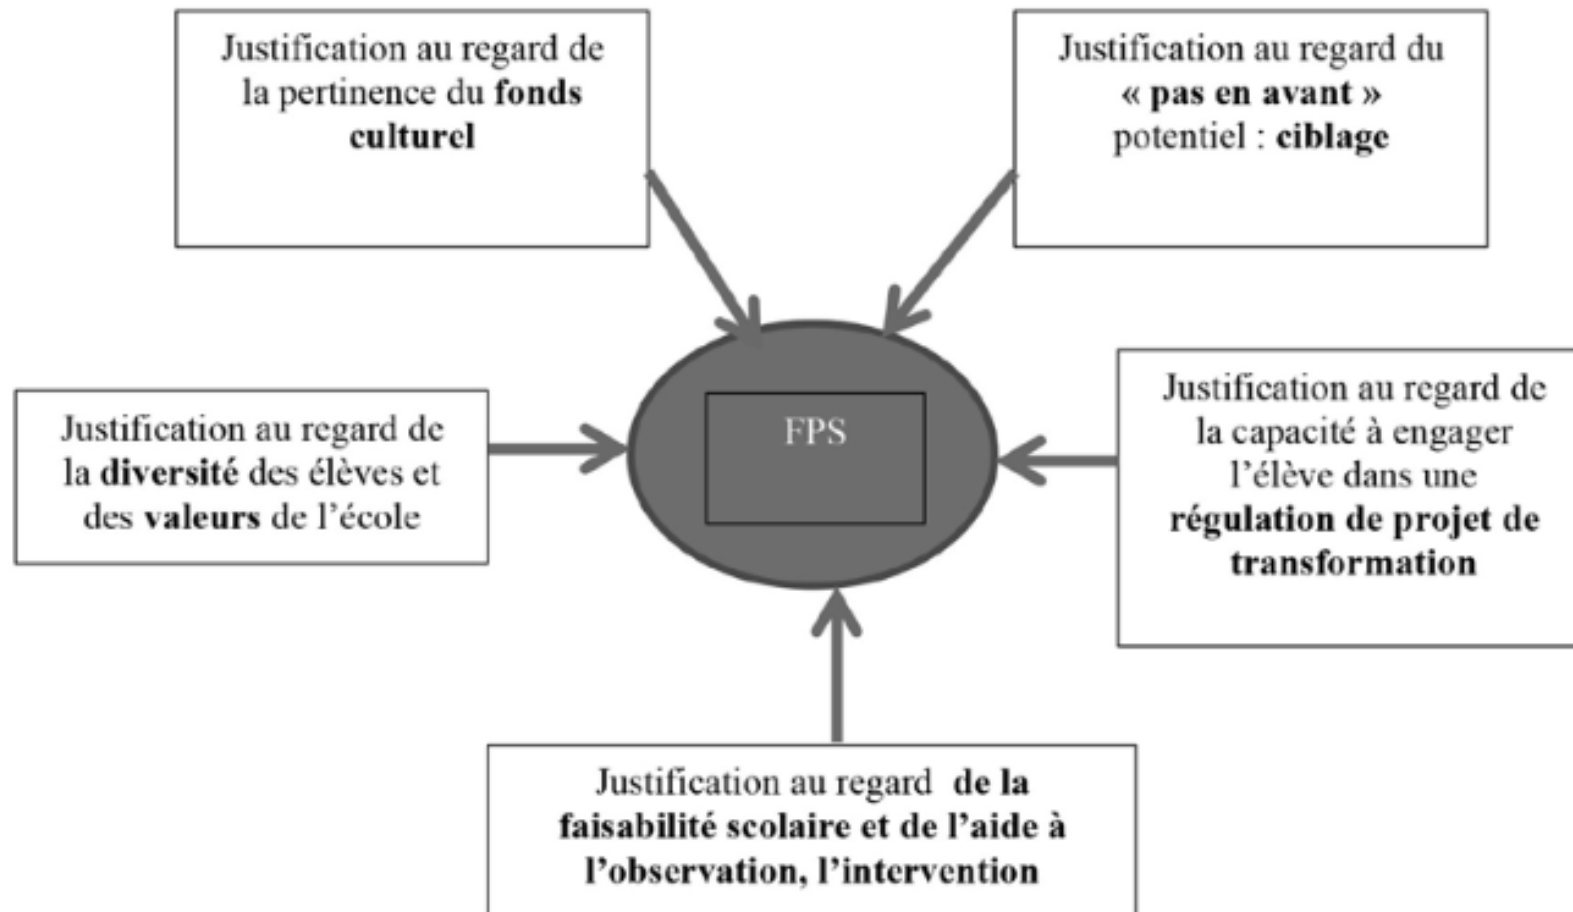 Justification au regard de
la pertinence du fonds
culturel
Justification au regard du
« pas en avant »
potentiel : ciblage
Justification au regard de
la diversité des élèves et
des valeurs de l’école
FPS
Justification au regard de
la capacité à engager
l’élève dans une
régulation de projet de
transformation
Justification au regard de la
faisabilité scolaire et de l’aide à
l’observation, l’intervention